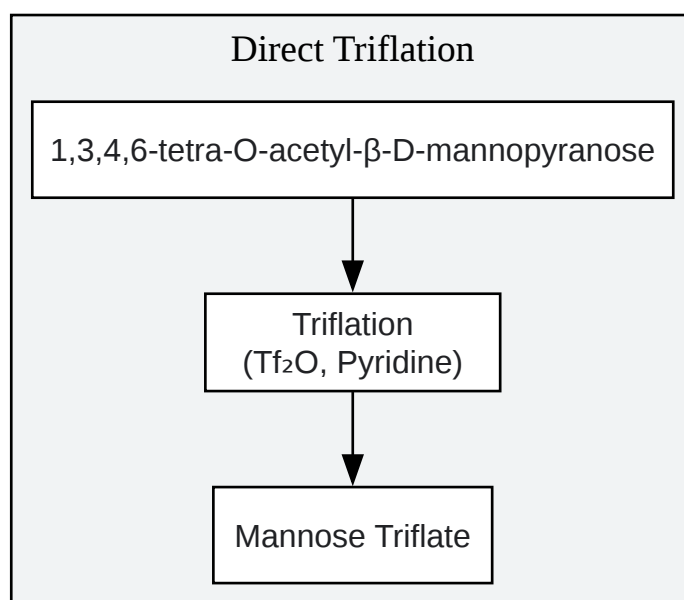 Direct Triflation
1,3,4,6-tetra-O-acetyl-β-D-mannopyranose
Triflation
(Tf₂O, Pyridine)
Mannose Triflate